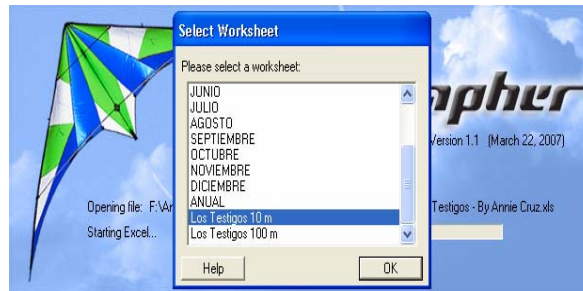 Select Worksheet
Please select a worksheet:
JUNIO
JULIO
AGOSTO
SEPTIEMBRE
OCTUBRE
NOVIEMBRE
DICIEMBRE
ANUAL
Los Testigos 10 m
Los Testigos 100 m
Help
OK
apher
Version 1.1 (March 22, 2007)
Opening file: F:\Ar
Testigos - By Annie Cruz.xls
Starting Excel...